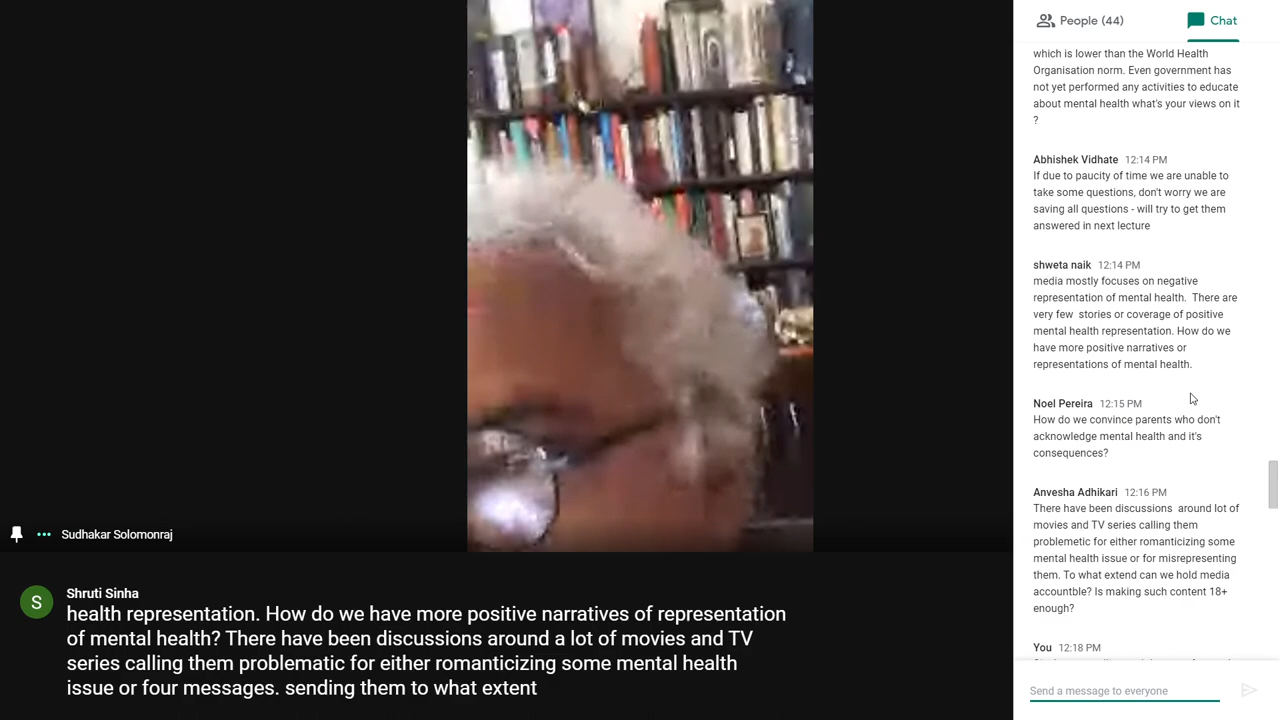 People (44)
Chat
which is lower than the World Health
Organisation norm. Even government has
not yet performed any activities to educate
about mental health what's your views on it
?
Abhishek Vidhate 12:14 PM
If due to paucity of time we are unable to
take some questions, don't worry we are
saving all questions - will try to get them
answered in next lecture
shweta naik 12:14 PM
media mostly focuses on negative
representation of mental health.  There are
very few  stories or coverage of positive
mental health representation. How do we
have more positive narratives or
representations of mental health.
Noel Pereira 12:15 PM
How do we convince parents who don't
acknowledge mental health and it's
consequences?
Anvesha Adhikari 12:16 PM
There have been discussions  around lot of
movies and TV series calling them
problemetic for either romanticizing some
mental health issue or for misrepresenting
them. To what extend can we hold media
accountble? Is making such content 18+
enough?
You 12:18 PM
Send a message to everyone
Sudhakar Solomonraj
S
Shruti Sinha
health representation. How do we have more positive narratives of representation
of mental health? There have been discussions around a lot of movies and TV
series calling them problematic for either romanticizing some mental health
issue or four messages. sending them to what extent